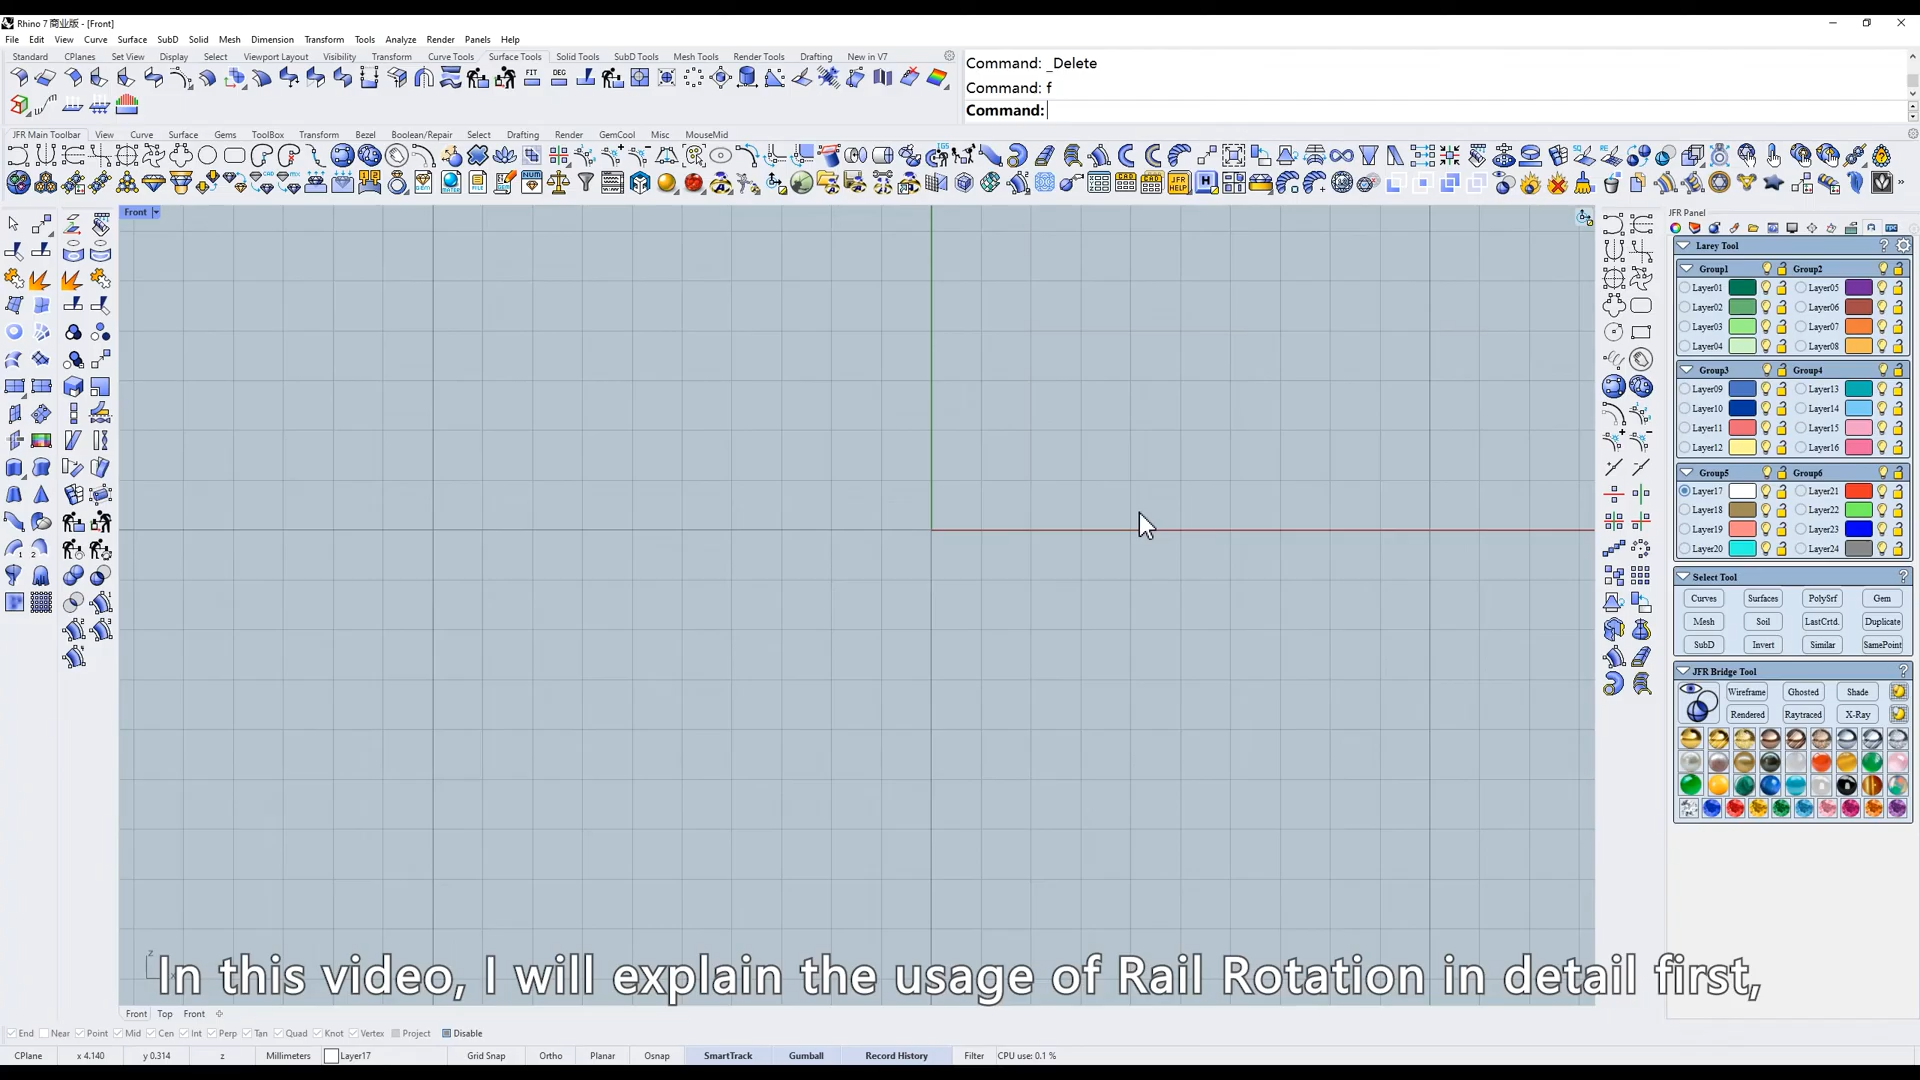 Rhino 7 商业版 - [Front]
File Edit View Curve Surface SubD Solid Mesh Dimension Transform Tools Analyze Render Panels Help
Standard CPlanes Set View Display Select Viewport Layout Visibility Transform Curve Tools Surface Tools Solid Tools SubD Tools Mesh Tools Render Tools Drafting New in V7
Command: _Delete
Command: f
Command:
JFR Main Toolbar View Curve Surface Gems ToolBox Transform Bezel Boolean/Repair Select Drafting Render GemCool Misc MouseMid
Front
JFR Panel
Larey Tool
Group1 Group2
Layer01 Layer05
Layer02 Layer06
Layer03 Layer07
Layer04 Layer08
Group3 Group4
Layer09 Layer13
Layer10 Layer14
Layer11 Layer15
Layer12 Layer16
Group5 Group6
Layer17 Layer21
Layer18 Layer22
Layer19 Layer23
Layer20 Layer24
Select Tool
Curves Surfaces PolySrf Gem
Mesh Soil LastCrtd. Duplicate
SubD Invert Similar SamePoint
JFR Bridge Tool
Wireframe Ghosted Shade
Rendered Raytraced X-Ray
In this video, I will explain the usage of Rail Rotation in detail first,
Front Top Front
End Near Point Mid Cen Int Perp Tan Quad Knot Vertex Project Disable
CPlane x 4.140 y 0.314 z Millimeters Layer17 Grid Snap Ortho Planar Osnap SmartTrack Gumball Record History Filter CPU use: 0.1 %